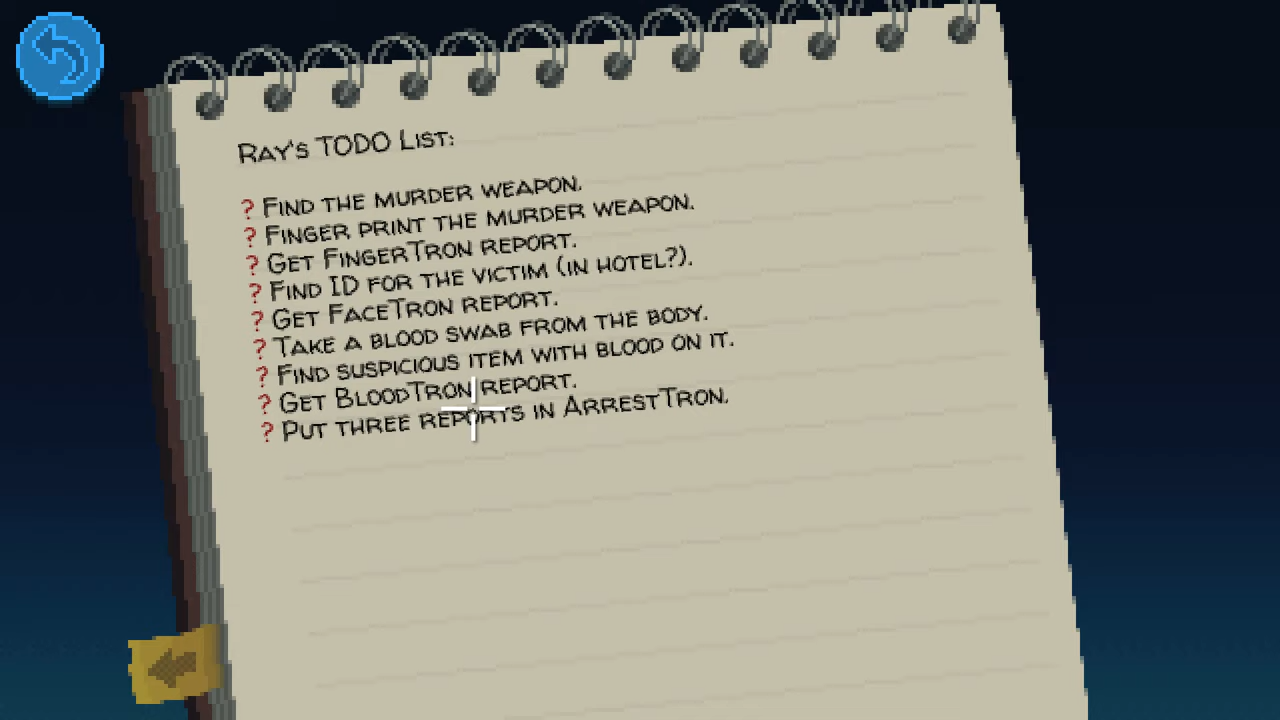 Ray's TODO List:
? Find the murder weapon.
? Finger print the murder weapon.
? Get FingerTron report.
? Find ID for the victim (in hotel?).
? Get FaceTron report.
? Take a blood swab from the body.
? Find suspicious item with blood on it.
? Get BloodTron report.
? Put three reports in ArrestTron.